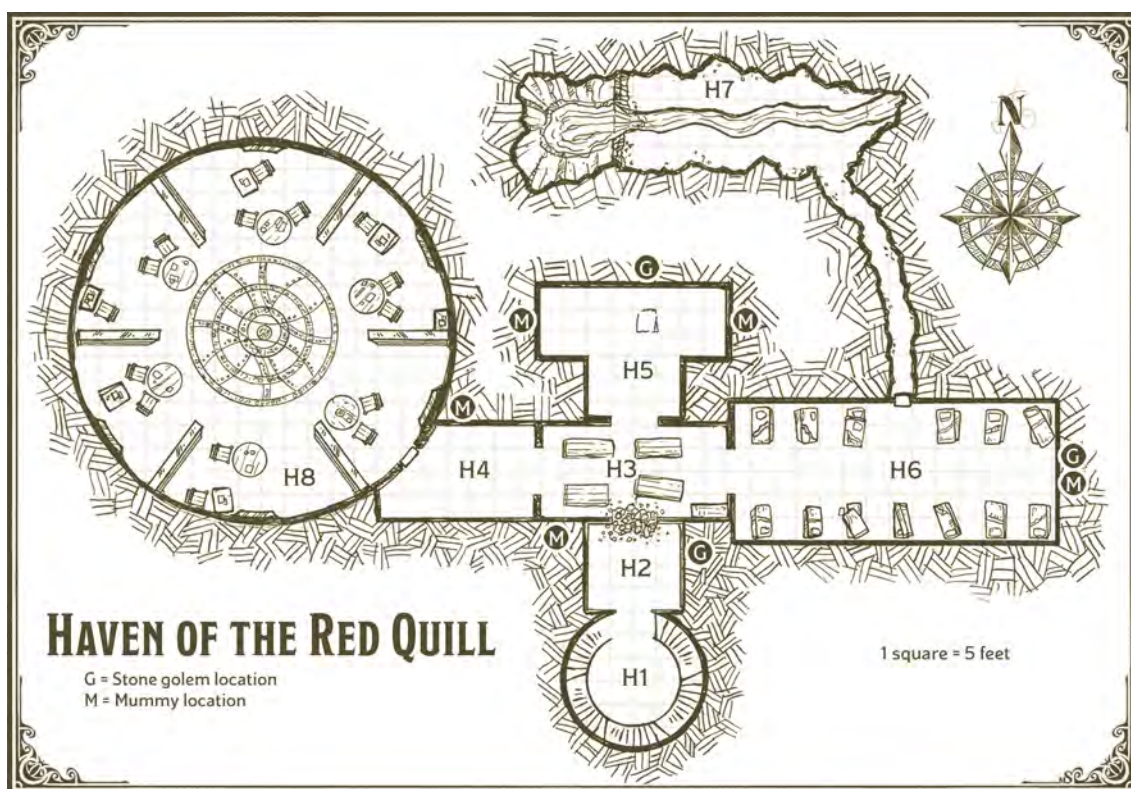 H7
N
G
M
M
H5
M
H8
H4
H3
H6
G
M
M
G
H2
H1
HAVEN OF THE RED QUILL
G = Stone golem location
M = Mummy location
1 square = 5 feet